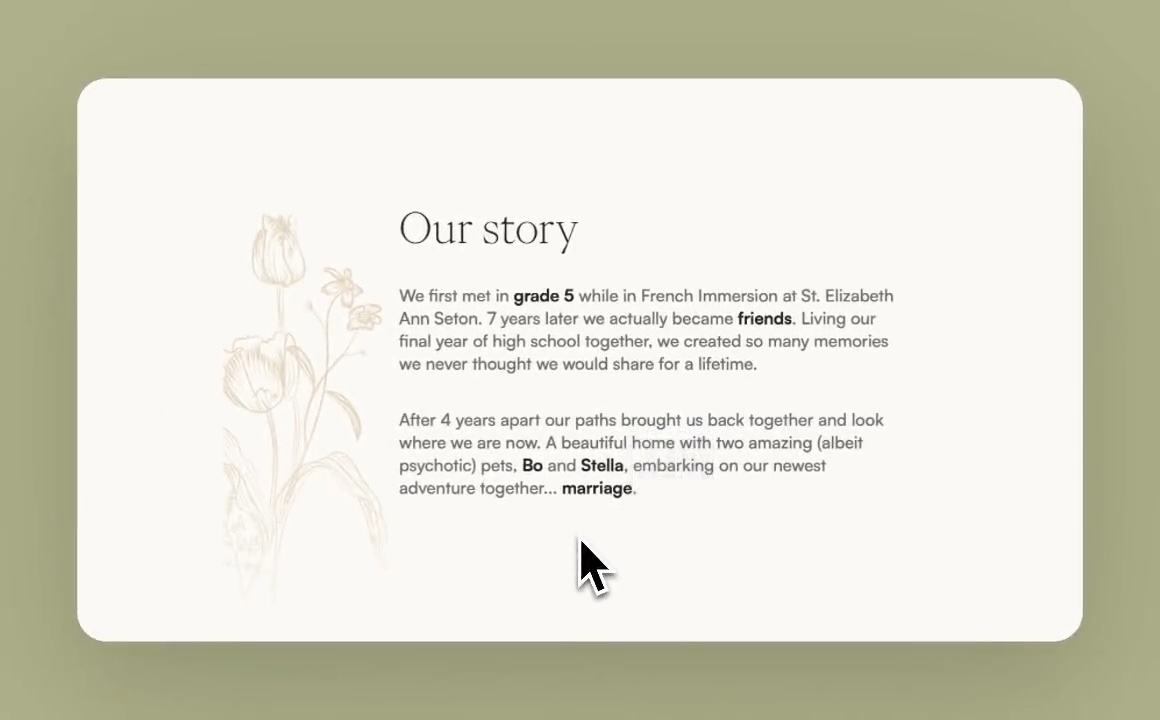 Our story
We first met in grade 5 while in French Immersion at St. Elizabeth
Ann Seton. 7 years later we actually became friends. Living our
final year of high school together, we created so many memories
we never thought we would share for a lifetime.
After 4 years apart our paths brought us back together and look
where we are now. A beautiful home with two amazing (albeit
psychotic) pets, Bo and Stella, embarking on our newest
adventure together... marriage.